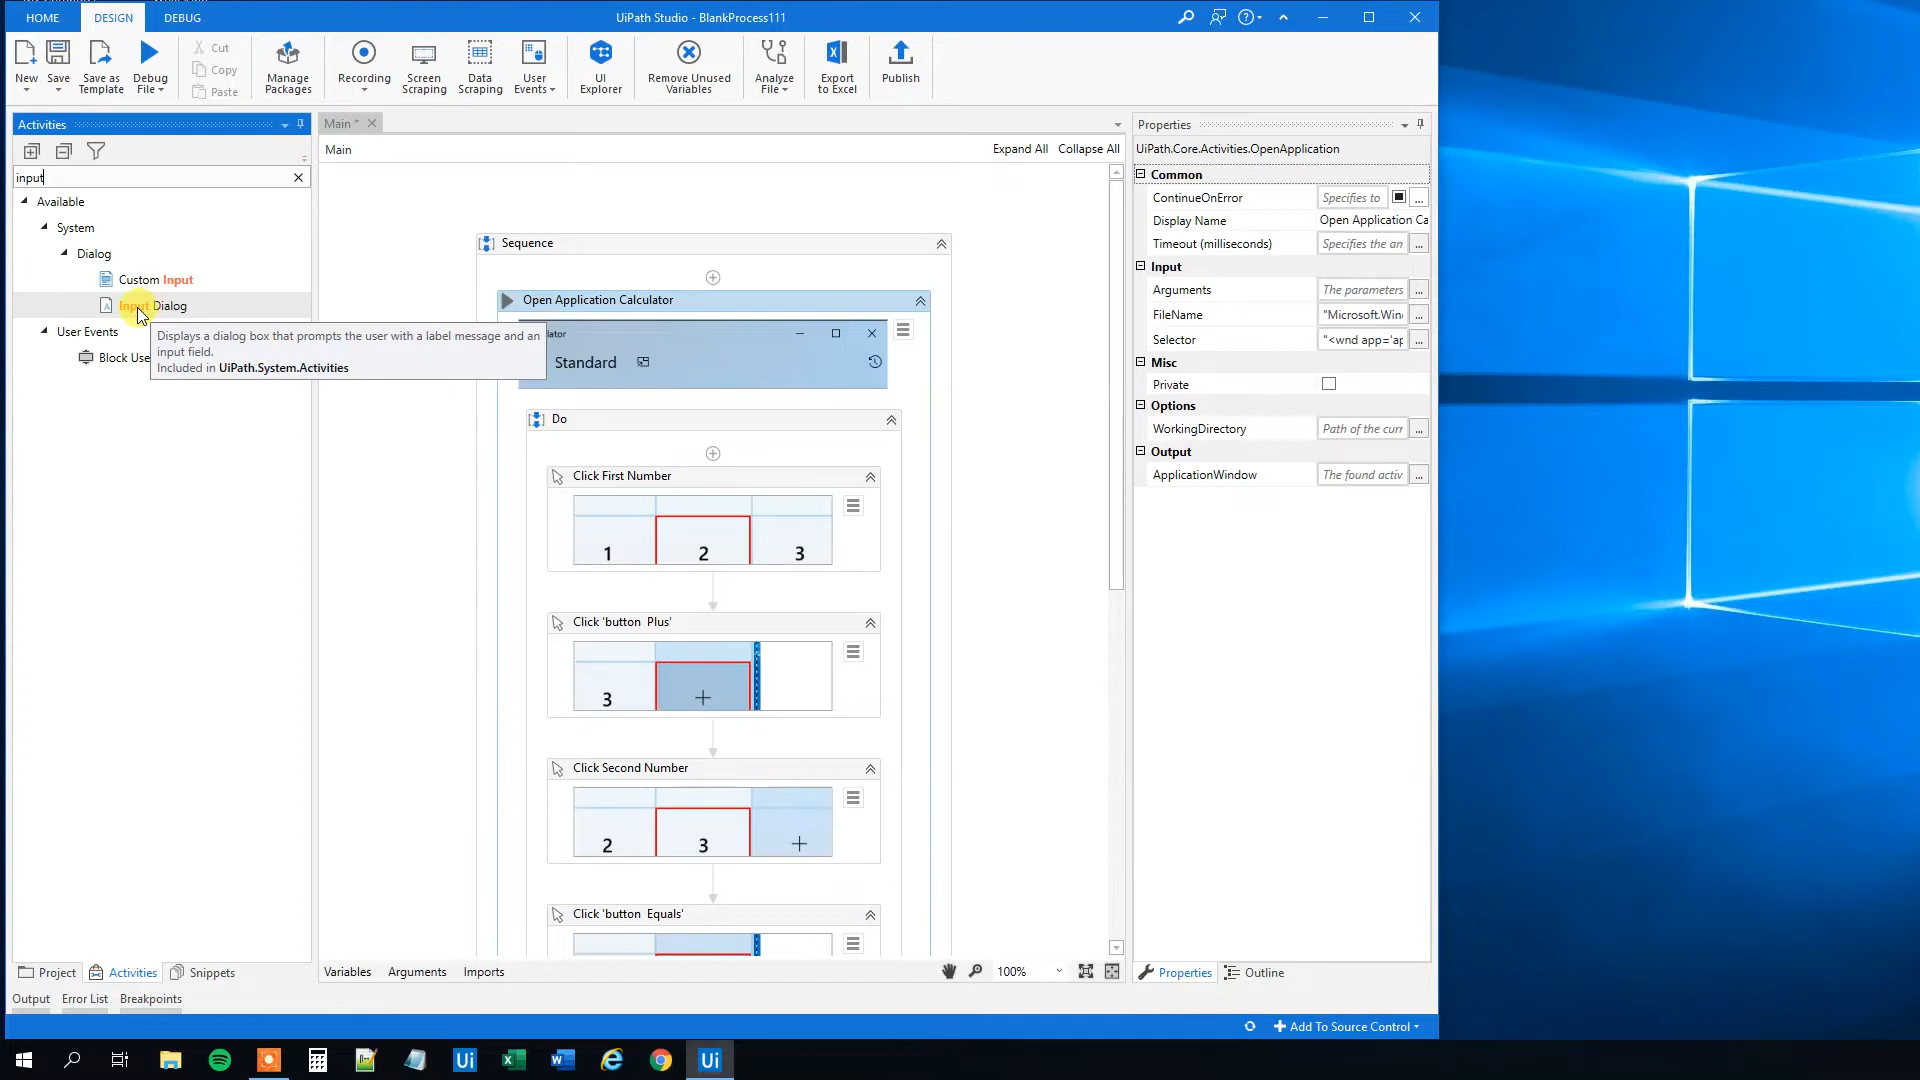 HOME DESIGN DEBUG
UiPath Studio - BlankProcess111
New
Save
Save as Template
Debug File
Cut
Copy
Paste
Manage Packages
Recording
Screen Scraping
Data Scraping
User Events
UI Explorer
Remove Unused Variables
Analyze File
Export to Excel
Publish
Activities
input
Available
System
Dialog
Custom Input
Input Dialog
User Events
Block Use
Displays a dialog box that prompts the user with a label message and an
input field.
Included in UiPath.System.Activities
Main *
Main
Expand All Collapse All
Sequence
Open Application Calculator
lator
Standard
Do
Click First Number
1 2 3
Click 'button Plus'
3 +
Click Second Number
2 3 +
Click 'button Equals'
Properties
UiPath.Core.Activities.OpenApplication
Common
ContinueOnError Specifies to ...
Display Name Open Application Ca
Timeout (milliseconds) Specifies the an ...
Input
Arguments The parameters ...
FileName "Microsoft.Win ...
Selector "<wnd app='ap ...
Misc
Private
Options
WorkingDirectory Path of the curr ...
Output
ApplicationWindow The found activ ...
Project Activities Snippets
Variables Arguments Imports
100%
Properties Outline
Output Error List Breakpoints
Add To Source Control
Ui
Ui